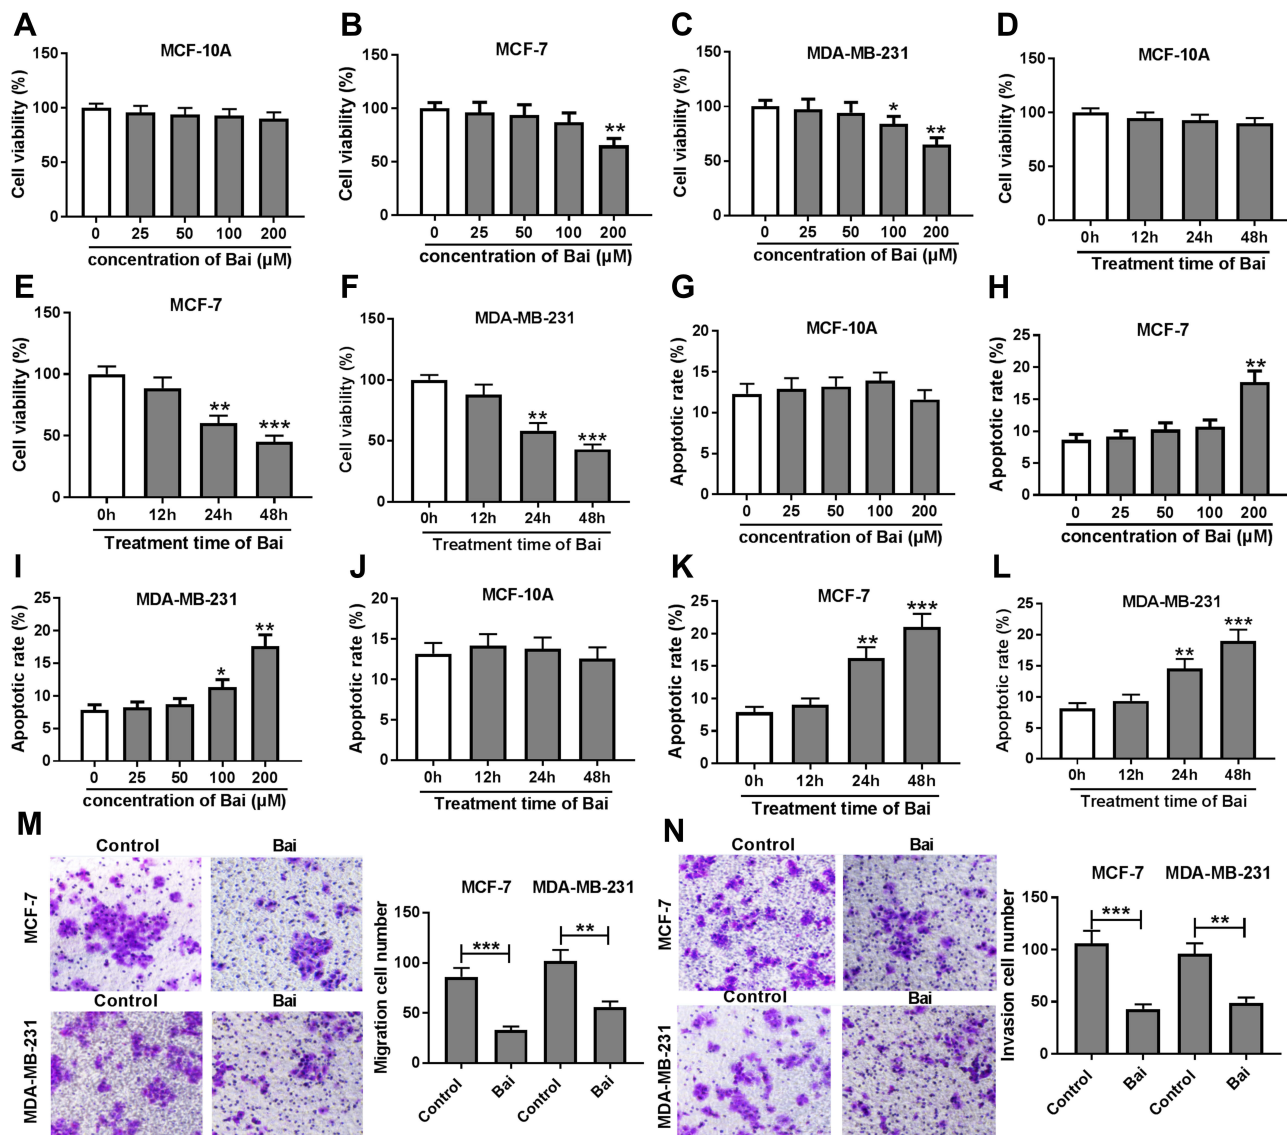 A
MCF-10A
Cell viability (%)
150
100
50
0
0 25 50 100 200
concentration of Bai (µM)
B
MCF-7
Cell viability (%)
150
100
50
0
**
0 25 50 100 200
concentration of Bai (µM)
C
MDA-MB-231
Cell viability (%)
150
100
50
0
* **
0 25 50 100 200
concentration of Bai (µM)
D
MCF-10A
Cell viability (%)
150
100
50
0
0h 12h 24h 48h
Treatment time of Bai
E
MCF-7
Cell viability (%)
150
100
50
0
** ***
0h 12h 24h 48h
Treatment time of Bai
F
MDA-MB-231
Cell viability (%)
150
100
50
0
** ***
0h 12h 24h 48h
Treatment time of Bai
G
MCF-10A
Apoptotic rate (%)
20
15
10
5
0
0 25 50 100 200
concentration of Bai (µM)
H
MCF-7
Apoptotic rate (%)
25
20
15
10
5
0
**
0 25 50 100 200
concentration of Bai (µM)
I
MDA-MB-231
Apoptotic rate (%)
25
20
15
10
5
0
* **
0 25 50 100 200
concentration of Bai (µM)
J
MCF-10A
Apoptotic rate (%)
20
15
10
5
0
0h 12h 24h 48h
Treatment time of Bai
K
MCF-7
Apoptotic rate (%)
25
20
15
10
5
0
** ***
0h 12h 24h 48h
Treatment time of Bai
L
MDA-MB-231
Apoptotic rate (%)
25
20
15
10
5
0
** ***
0h 12h 24h 48h
Treatment time of Bai
M
Control Bai
MCF-7
Control Bai
MDA-MB-231
MCF-7 MDA-MB-231
Migration cell number
150
100
50
0
*** **
Control Bai Control Bai
N
Control Bai
MCF-7
Control Bai
MDA-MB-231
MCF-7 MDA-MB-231
Invasion cell number
150
100
50
0
*** **
Control Bai Control Bai